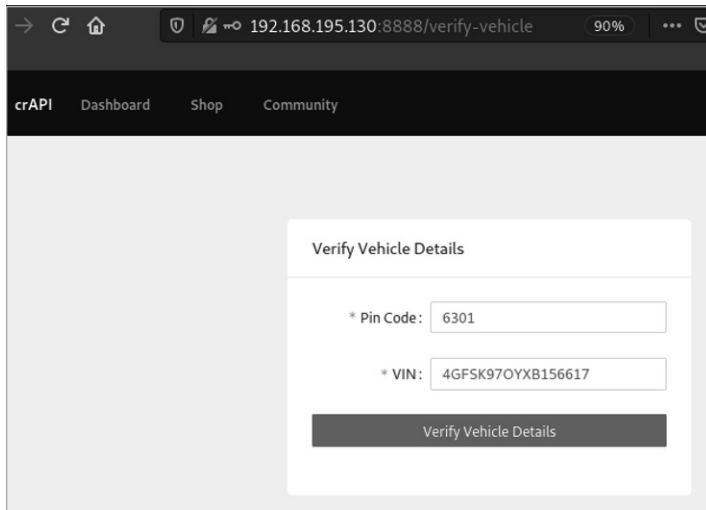 192.168.195.130:8888/verify-vehicle 90%
crAPI Dashboard Shop Community
Verify Vehicle Details
* Pin Code: 6301
* VIN: 4GFSK97OYXB156617
Verify Vehicle Details